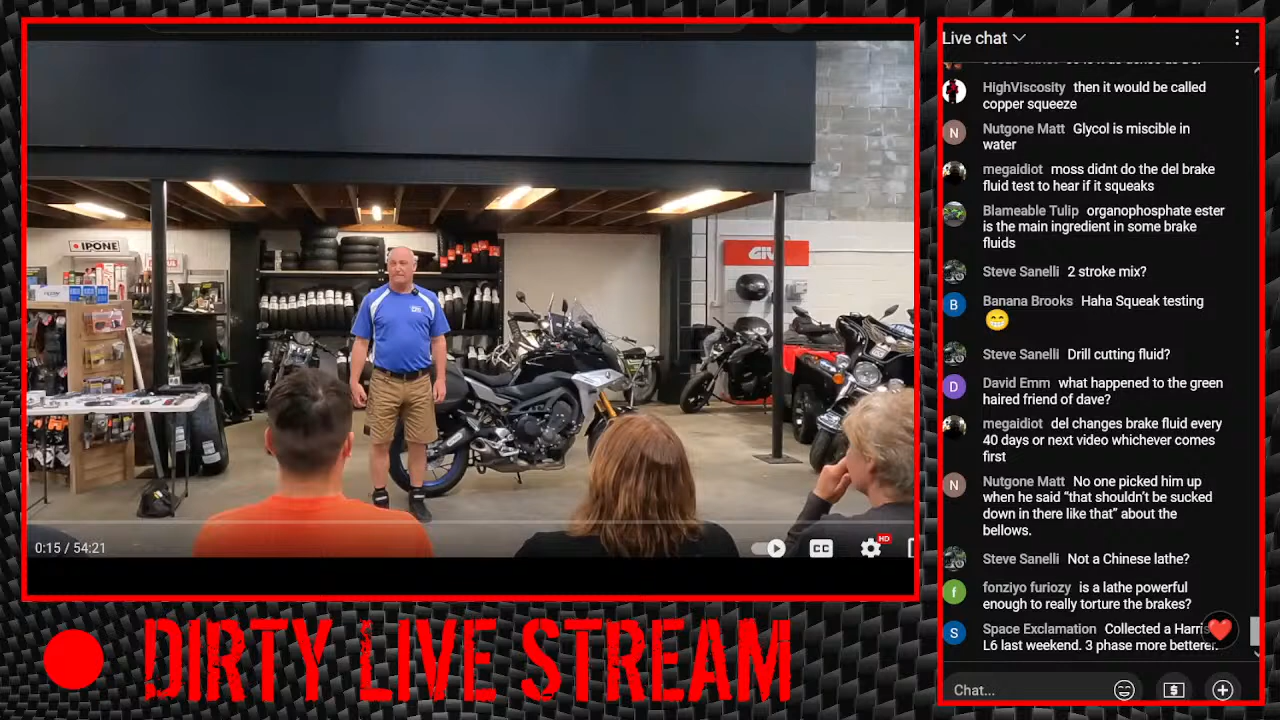 IPONE
GIVI
0:15 / 54:21
CC
HD
DIRTY LIVE STREAM
Live chat
HighViscosity then it would be called
copper squeeze
N
Nutgone Matt Glycol is miscible in
water
megaidiot moss didnt do the del brake
fluid test to hear if it squeaks
Blameable Tulip organophosphate ester
is the main ingredient in some brake
fluids
Steve Sanelli 2 stroke mix?
B
Banana Brooks Haha Squeak testing
😁
Steve Sanelli Drill cutting fluid?
D
David Emm what happened to the green
haired friend of dave?
megaidiot del changes brake fluid every
40 days or next video whichever comes
first
N
Nutgone Matt No one picked him up
when he said “that shouldn’t be sucked
down in there like that” about the
bellows.
Steve Sanelli Not a Chinese lathe?
f
fonziyo furiozy is a lathe powerful
enough to really torture the brakes?
S
Space Exclamation Collected a Harris
L6 last weekend. 3 phase more betterer.
Chat...